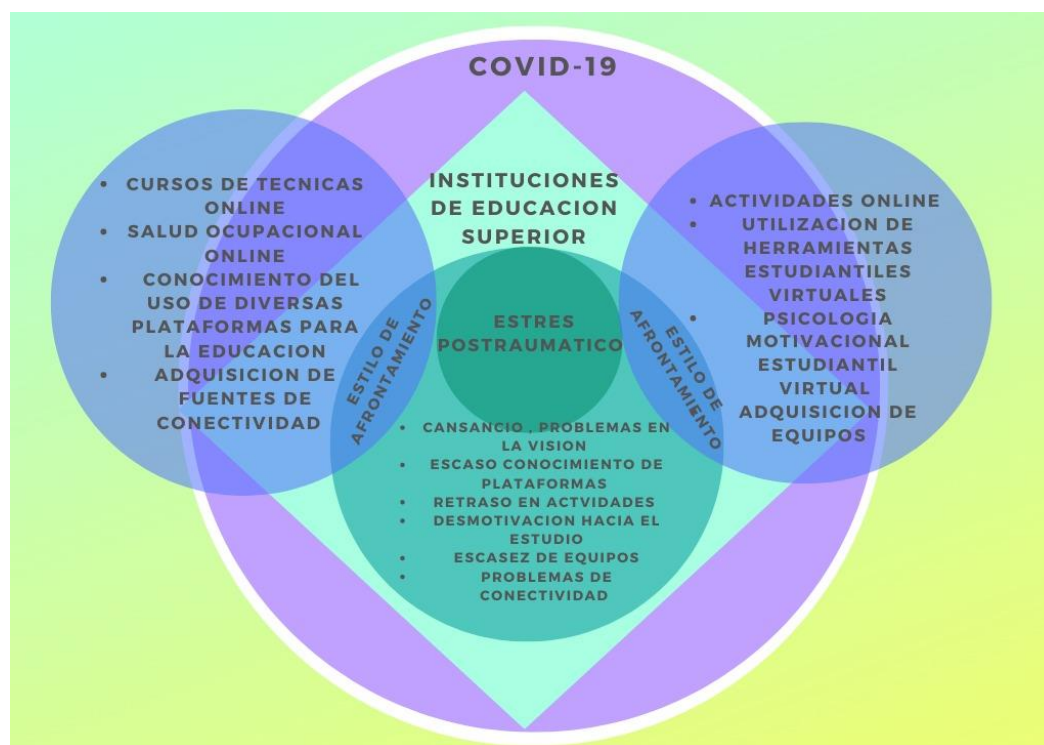 COVID-19
INSTITUCIONES
DE EDUCACION
SUPERIOR
• CURSOS DE TECNICAS
ONLINE
• SALUD OCUPACIONAL
ONLINE
• CONOCIMIENTO DEL
USO DE DIVERSAS
PLATAFORMAS PARA
LA EDUCACION
• ADQUISICION DE
FUENTES DE
CONECTIVIDAD
ESTILO DE
AFRONTAMIENTO
ESTRES
POSTRAUMATICO
• CANSANCIO , PROBLEMAS EN
LA VISION
• ESCASO CONOCIMIENTO DE
PLATAFORMAS
• RETRASO EN ACTVIDADES
• DESMOTIVACION HACIA EL
ESTUDIO
• ESCASEZ DE EQUIPOS
• PROBLEMAS DE
CONECTIVIDAD
ESTILO DE
AFRONTAMIENTO
• ACTIVIDADES ONLINE
• UTILIZACION DE
HERRAMIENTAS
ESTUDIANTILES
VIRTUALES
• PSICOLOGIA
MOTIVACIONAL
ESTUDIANTIL
VIRTUAL
• ADQUISICION DE
EQUIPOS